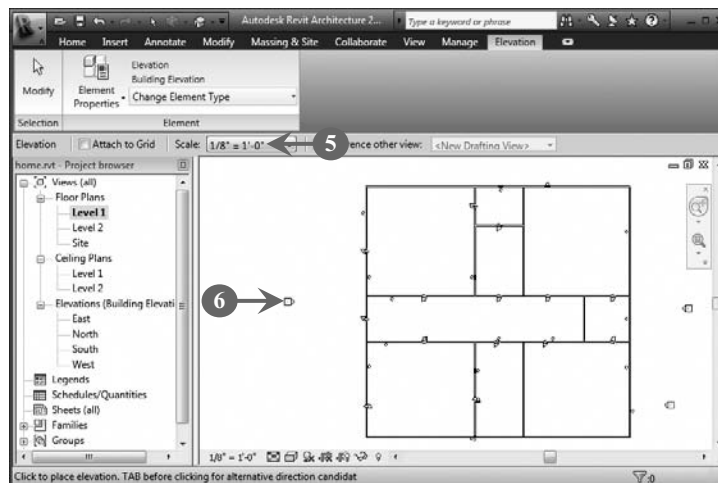 Autodesk Revit Architecture 2...
Type a keyword or phrase
Home Insert Annotate Modify Massing & Site Collaborate View Manage Elevation
Modify
Element Properties
Elevation
Building Elevation
Change Element Type
Selection
Element
Elevation Attach to Grid Scale: 1/8" = 1'-0" 5 rence other view: <New Drafting View>
home.rvt - Project browser
Views (all)
Floor Plans
Level 1
Level 2
Site
Ceiling Plans
Level 1
Level 2
Elevations (Building Elevati
East
North
South
West
Legends
Schedules/Quantities
Sheets (all)
Families
Groups
6
1/8" = 1'-0"
Click to place elevation. TAB before clicking for alternative direction candidat
:0